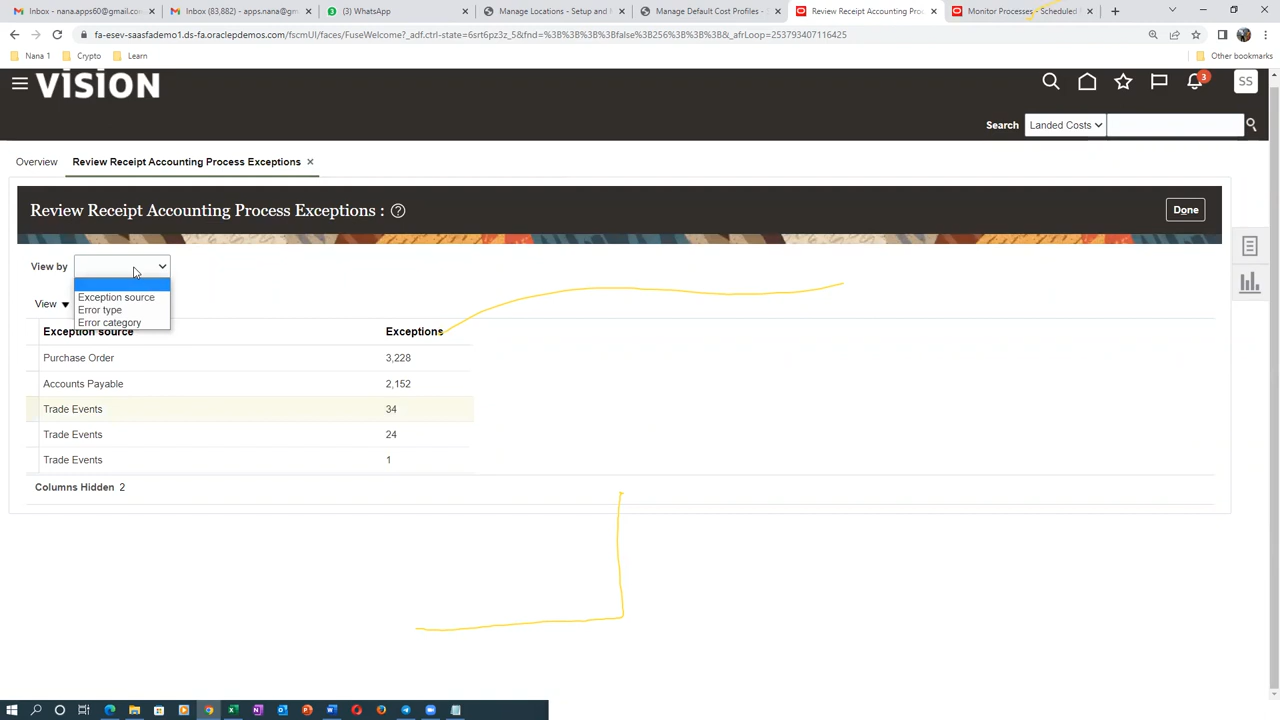 Inbox - nana.apps60@gmail.co
Inbox (83,882) - apps.nana@gm
(3) WhatsApp
Manage Locations - Setup and
Manage Default Cost Profiles - S
Review Receipt Accounting Pro
Monitor Processes - Scheduled
fa-esev-saasfademo1.ds-fa.oraclepdemos.com/fscmUI/faces/FuseWelcome?_adf.ctrl-state=6srt6pz3z_5&fnd=%3B%3B%3B%3Bfalse%3B256%3B%3B%3B&_afrLoop=253793407116425
Nana 1
Crypto
Learn
Other bookmarks
VISION
3
SS
Search
Landed Costs
Overview
Review Receipt Accounting Process Exceptions
Review Receipt Accounting Process Exceptions :
Done
View by
Exception source
Error type
Error category
View
Exception source Exceptions
Purchase Order 3,228
Accounts Payable 2,152
Trade Events 34
Trade Events 24
Trade Events 1
Columns Hidden 2